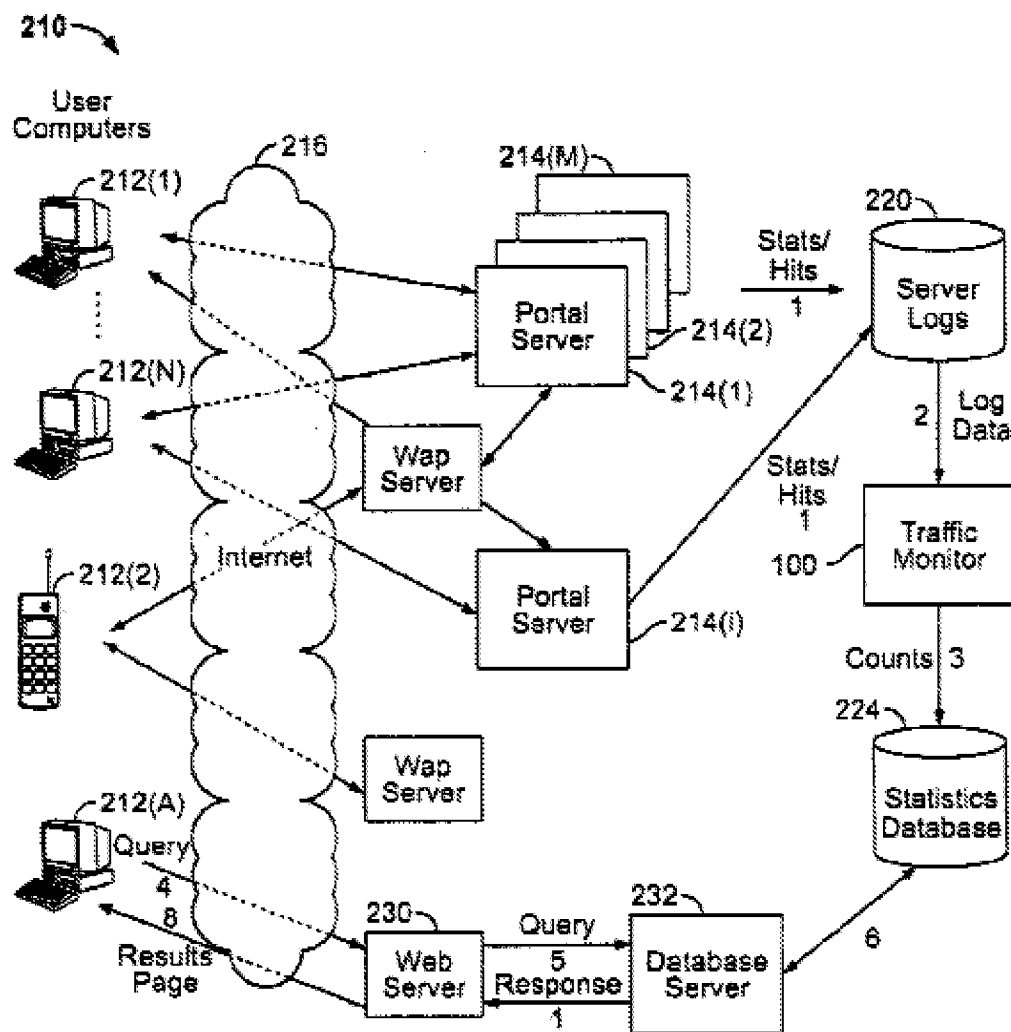 210
User
Computers
212(1)
216
214(M)
220
Stats/
Hits
1
Server
Logs
Portal
Server
214(2)
214(1)
212(N)
Wap
Server
2
Log
Data
Stats/
Hits
1
100
Traffic
Monitor
Internet
212(2)
Portal
Server
214(i)
Counts 3
224
Wap
Server
Statistics
Database
212(A)
Query
4
8
Results
Page
230
Web
Server
Query
5
Response
1
232
Database
Server
6